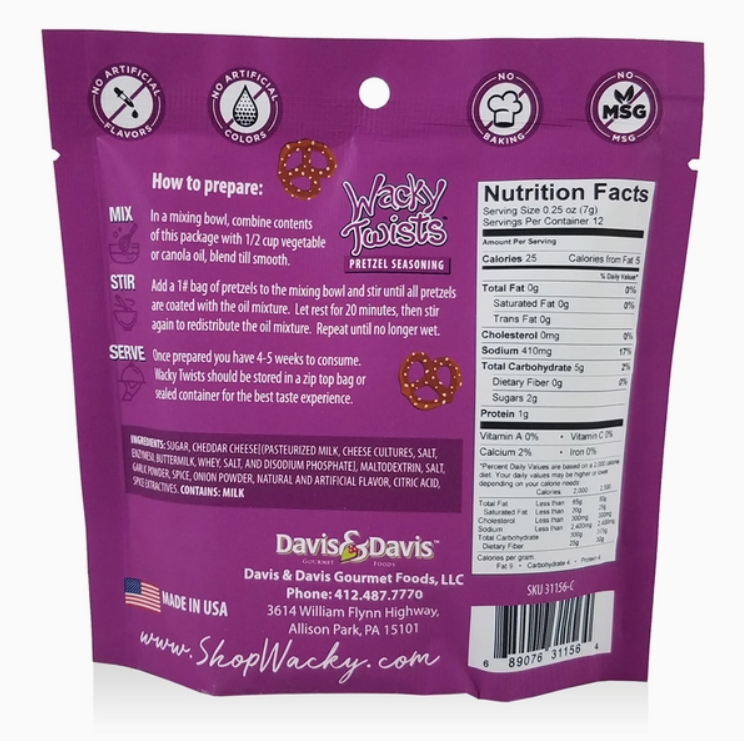 NO ARTIFICIAL
FLAVORS
NO ARTIFICIAL
COLORS
NO
BAKING
NO
MSG
MSG
How to prepare:
Wacky
Twists™
PRETZEL SEASONING
MIX
In a mixing bowl, combine contents
of this package with 1/2 cup vegetable
or canola oil, blend till smooth.
STIR
Add a 1# bag of pretzels to the mixing bowl and stir until all pretzels
are coated with the oil mixture. Let rest for 20 minutes, then stir
again to redistribute the oil mixture. Repeat until no longer wet.
SERVE
Once prepared you have 4-5 weeks to consume.
Wacky Twists should be stored in a zip top bag or
sealed container for the best taste experience.
INGREDIENTS: SUGAR, CHEDDAR CHEESE[(PASTEURIZED MILK, CHEESE CULTURES, SALT,
ENZYMES), BUTTERMILK, WHEY, SALT, AND DISODIUM PHOSPHATE], MALTODEXTRIN, SALT,
GARLIC POWDER, SPICE, ONION POWDER, NATURAL AND ARTIFICIAL FLAVOR, CITRIC ACID,
SPICE EXTRACTIVES. CONTAINS: MILK
Davis & Davis™
GOURMET FOODS
Davis & Davis Gourmet Foods, LLC
Phone: 412.487.7770
3614 William Flynn Highway,
Allison Park, PA 15101
MADE IN USA
www.ShopWacky.com
Nutrition Facts
Serving Size 0.25 oz (7g)
Servings Per Container 12
Amount Per Serving
Calories 25 Calories from Fat 5
% Daily Value*
Total Fat 0g 0%
Saturated Fat 0g 0%
Trans Fat 0g
Cholesterol 0mg 0%
Sodium 410mg 17%
Total Carbohydrate 5g 2%
Dietary Fiber 0g 0%
Sugars 2g
Protein 1g
Vitamin A 0% • Vitamin C 0%
Calcium 2% • Iron 0%
*Percent Daily Values are based on a 2,000 calorie
diet. Your daily values may be higher or lower
depending on your calorie needs:
Calories 2,000 2,500
Total Fat Less than 65g 80g
Saturated Fat Less than 20g 25g
Cholesterol Less than 300mg 300mg
Sodium Less than 2,400mg 2,400mg
Total Carbohydrate 300g 375g
Dietary Fiber 25g 30g
Calories per gram:
Fat 9 • Carbohydrate 4 • Protein 4
SKU 31156-C
6 89076 31156 4